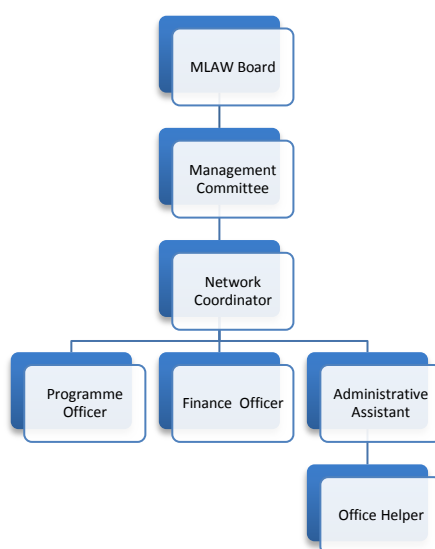 MLAW Board
Management
Committee
Network
Coordinator
Programme
Officer
Finance Officer
Administrative
Assistant
Office Helper